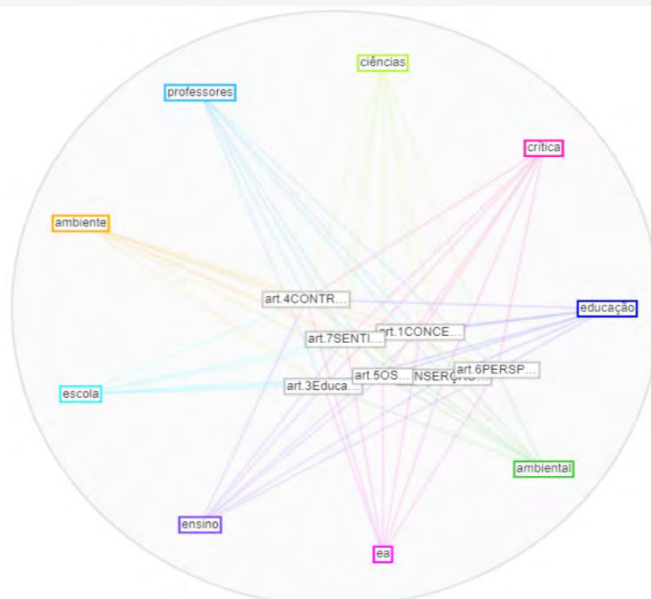 ciências
professores
crítica
ambiente
art.4CONTR...
educação
art.1CONCE...
art.7SENTI...
art.6PERSP...
art.5OS...
NSERÇÃO...
art.3Educa...
escola
ambiental
ensino
ea